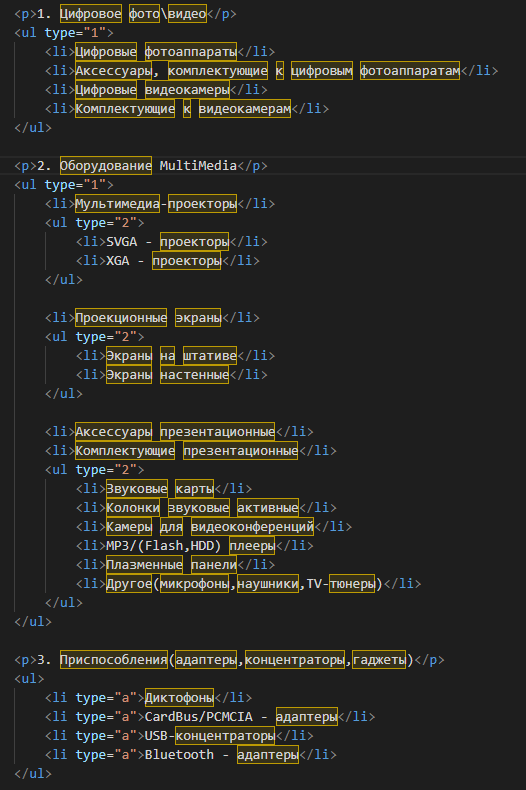 <p>1. Цифровое фото\видео</p>
<ul type="1">
<li>Цифровые фотоаппараты</li>
<li>Аксессуары, комплектующие к цифровым фотоаппаратам</li>
<li>Цифровые видеокамеры</li>
<li>Комплектующие к видеокамерам</li>
</ul>
<p>2. Оборудование MultiMedia</p>
<ul type="1">
<li>Мультимедиа-проекторы</li>
<ul type="2">
<li>SVGA - проекторы</li>
<li>XGA - проекторы</li>
</ul>
<li>Проекционные экраны</li>
<ul type="2">
<li>Экраны на штативе</li>
<li>Экраны настенные</li>
</ul>
<li>Аксессуары презентационные</li>
<li>Комплектующие презентационные</li>
<ul type="2">
<li>Звуковые карты</li>
<li>Колонки звуковые активные</li>
<li>Камеры для видеоконференций</li>
<li>MP3/(Flash,HDD) плееры</li>
<li>Плазменные панели</li>
<li>Другое(микрофоны,наушники,TV-тюнеры)</li>
</ul>
</ul>
<p>3. Приспособления(адаптеры,концентраторы,гаджеты)</p>
<ul>
<li type="a">Диктофоны</li>
<li type="a">CardBus/PCMCIA - адаптеры</li>
<li type="a">USB-концентраторы</li>
<li type="a">Bluetooth - адаптеры</li>
</ul>